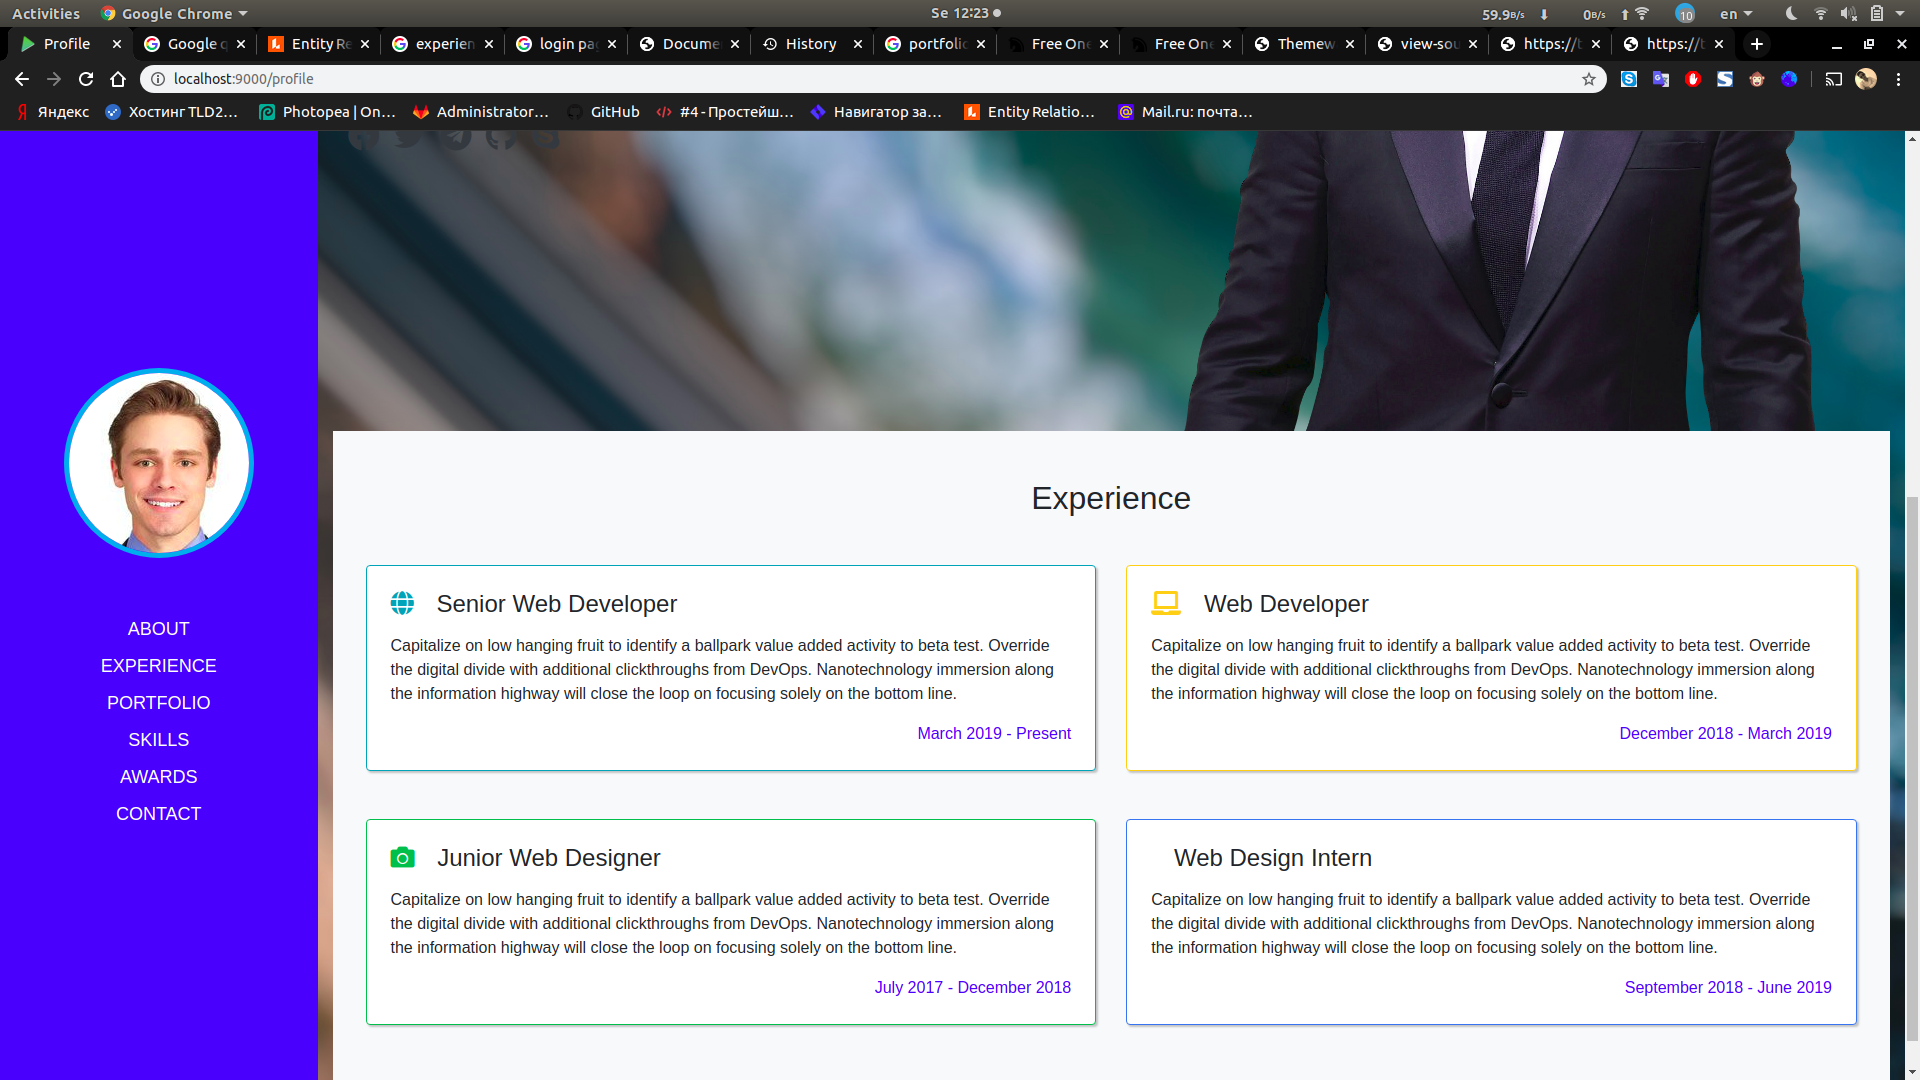 Activities
Google Chrome
Se 12:23
59.9B/s
0B/s
10
en
Profile
Google q
Entity Re
experien
login pag
Docume
History
portfolio
Free One
Free One
Themew
view-sou
https://t
https://t
localhost:9000/profile
Яндекс
Хостинг TLD2...
Photopea | On...
Administrator...
GitHub
#4 - Простейш...
Навигатор за...
Entity Relatio...
Mail.ru: почта...
ABOUT
EXPERIENCE
PORTFOLIO
SKILLS
AWARDS
CONTACT
Experience
Senior Web Developer
Capitalize on low hanging fruit to identify a ballpark value added activity to beta test. Override
the digital divide with additional clickthroughs from DevOps. Nanotechnology immersion along
the information highway will close the loop on focusing solely on the bottom line.
March 2019 - Present
Web Developer
Capitalize on low hanging fruit to identify a ballpark value added activity to beta test. Override
the digital divide with additional clickthroughs from DevOps. Nanotechnology immersion along
the information highway will close the loop on focusing solely on the bottom line.
December 2018 - March 2019
Junior Web Designer
Capitalize on low hanging fruit to identify a ballpark value added activity to beta test. Override
the digital divide with additional clickthroughs from DevOps. Nanotechnology immersion along
the information highway will close the loop on focusing solely on the bottom line.
July 2017 - December 2018
Web Design Intern
Capitalize on low hanging fruit to identify a ballpark value added activity to beta test. Override
the digital divide with additional clickthroughs from DevOps. Nanotechnology immersion along
the information highway will close the loop on focusing solely on the bottom line.
September 2018 - June 2019